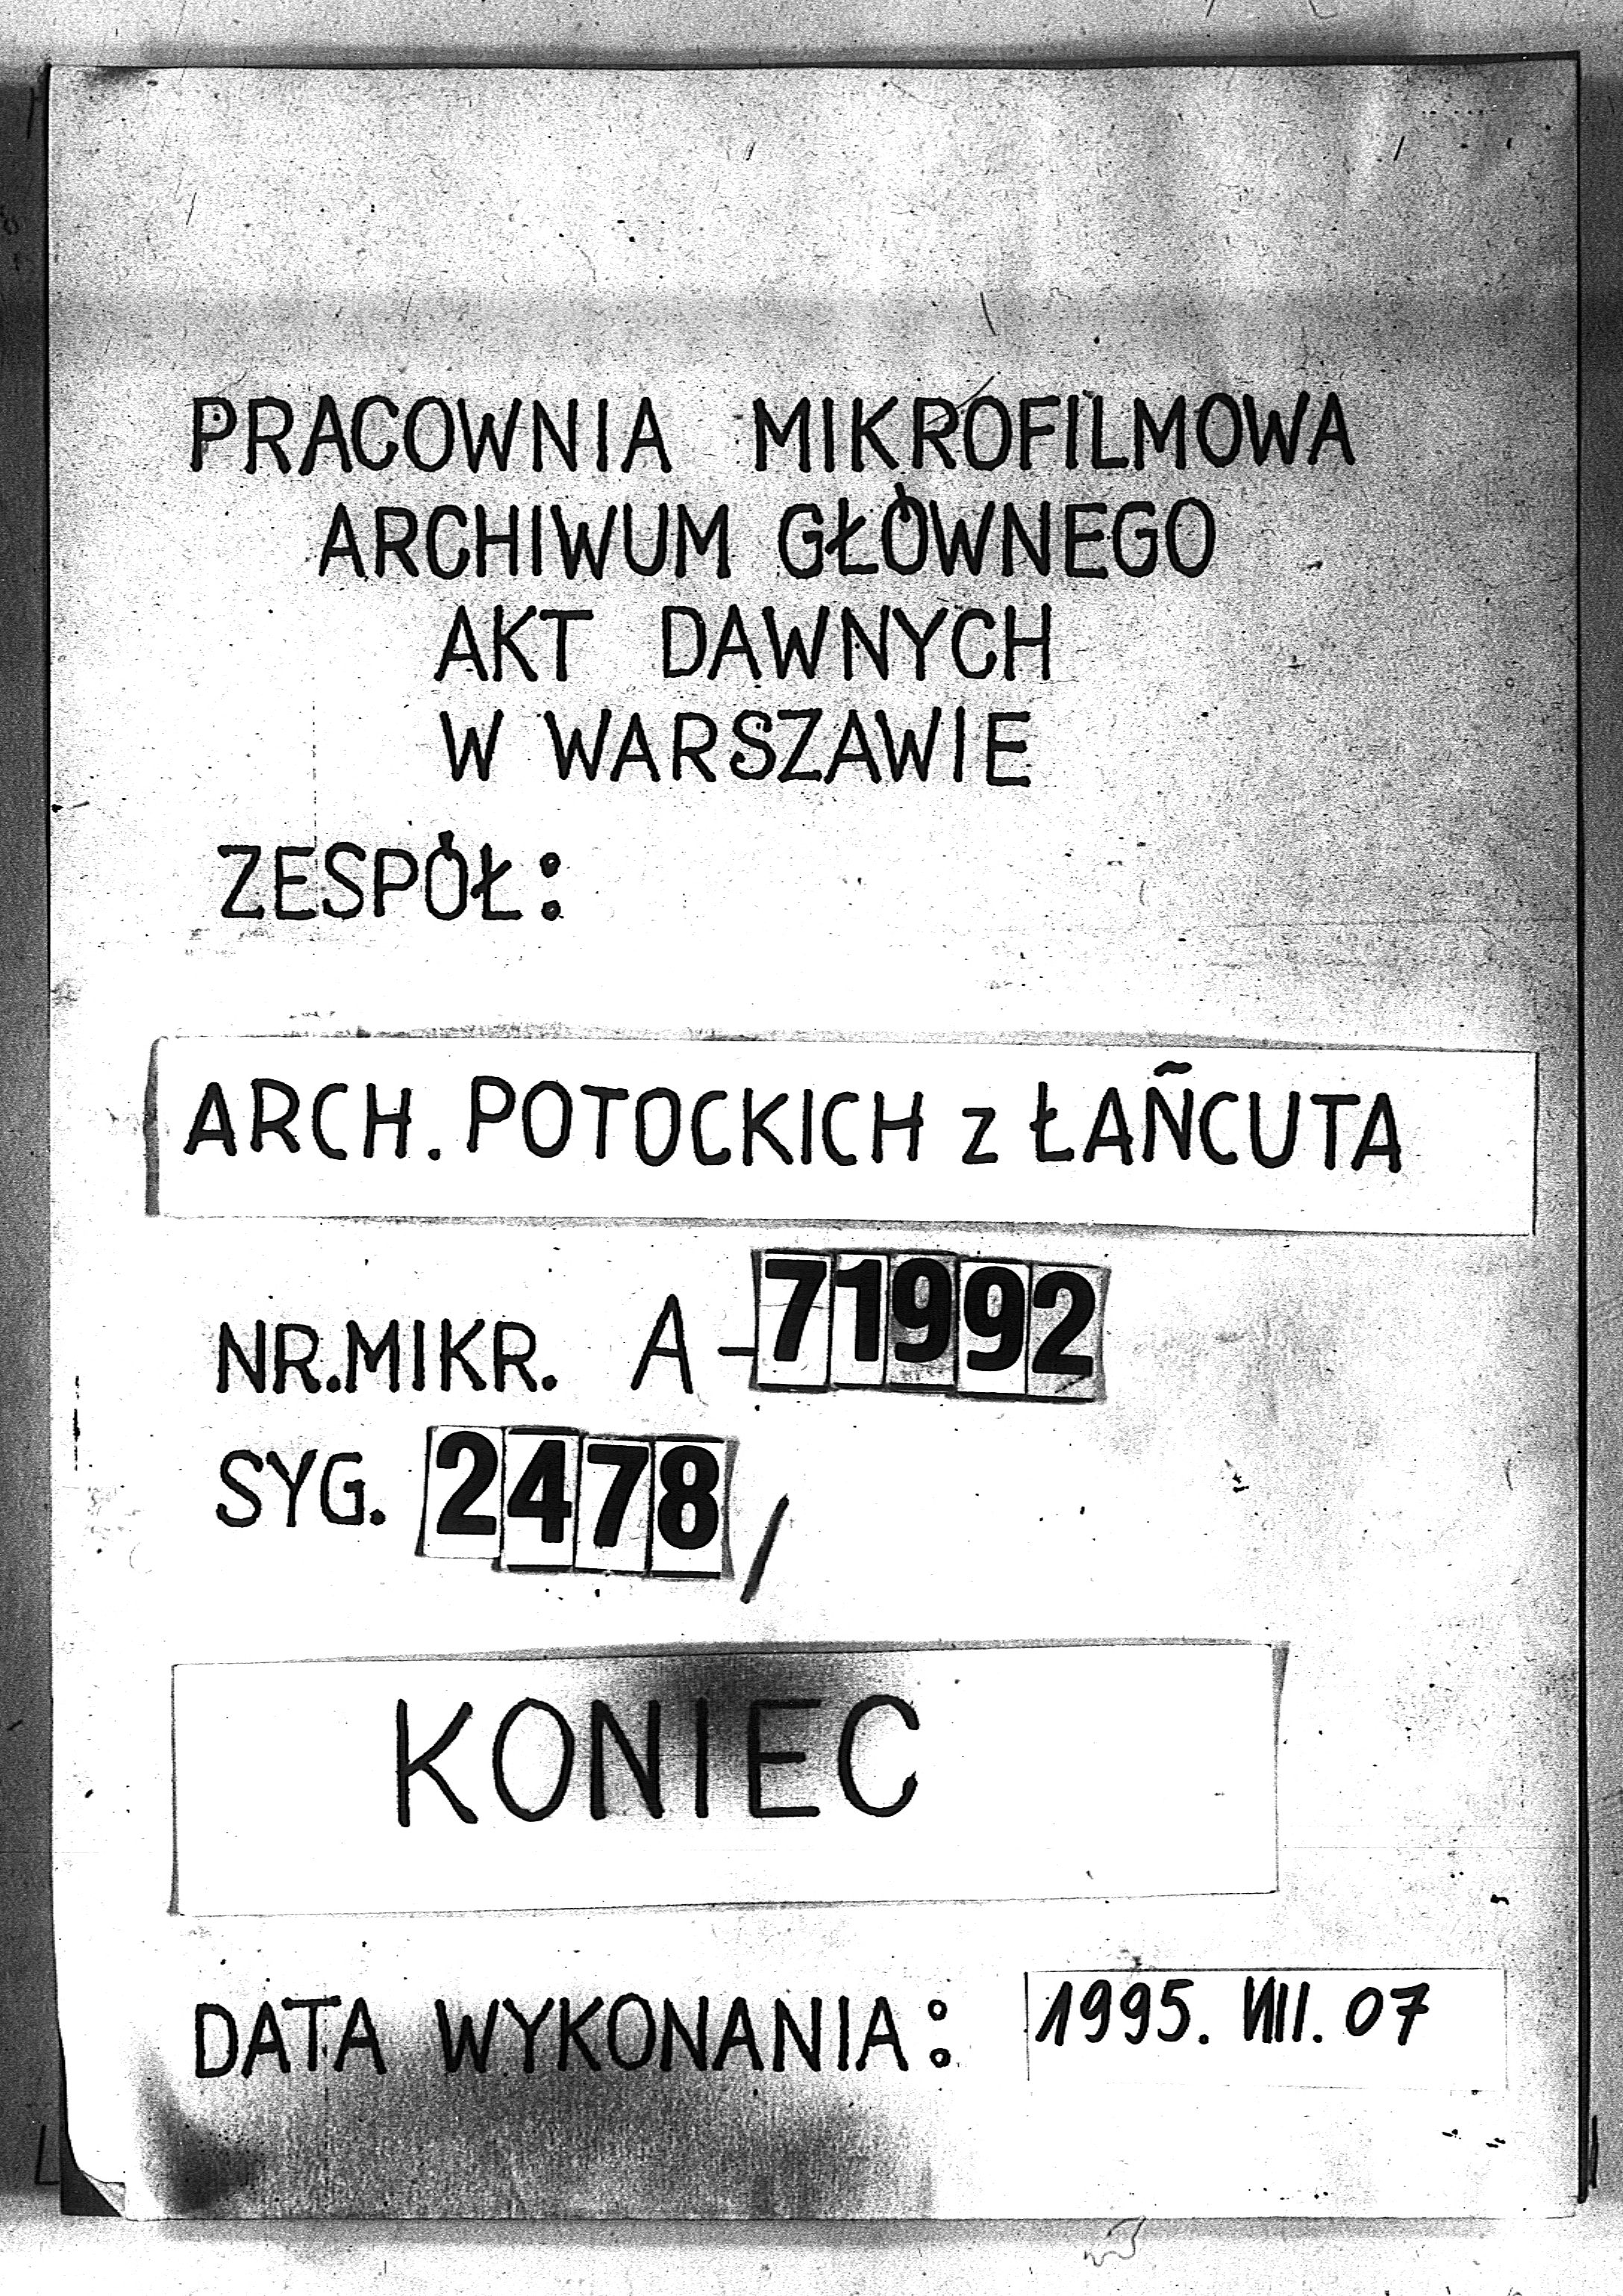 PRACOWNIA MIKROFILMOWA
ARCHIWUM GŁÓWNEGO
AKT DAWNYCH
W WARSZAWIE
ZESPÓŁ:
ARCH. POTOCKICH z ŁAŃCUTA
NR.MIKR. A-71992
SYG. 2478/
KONIEC
DATA WYKONANIA: 1995. VIII. 07